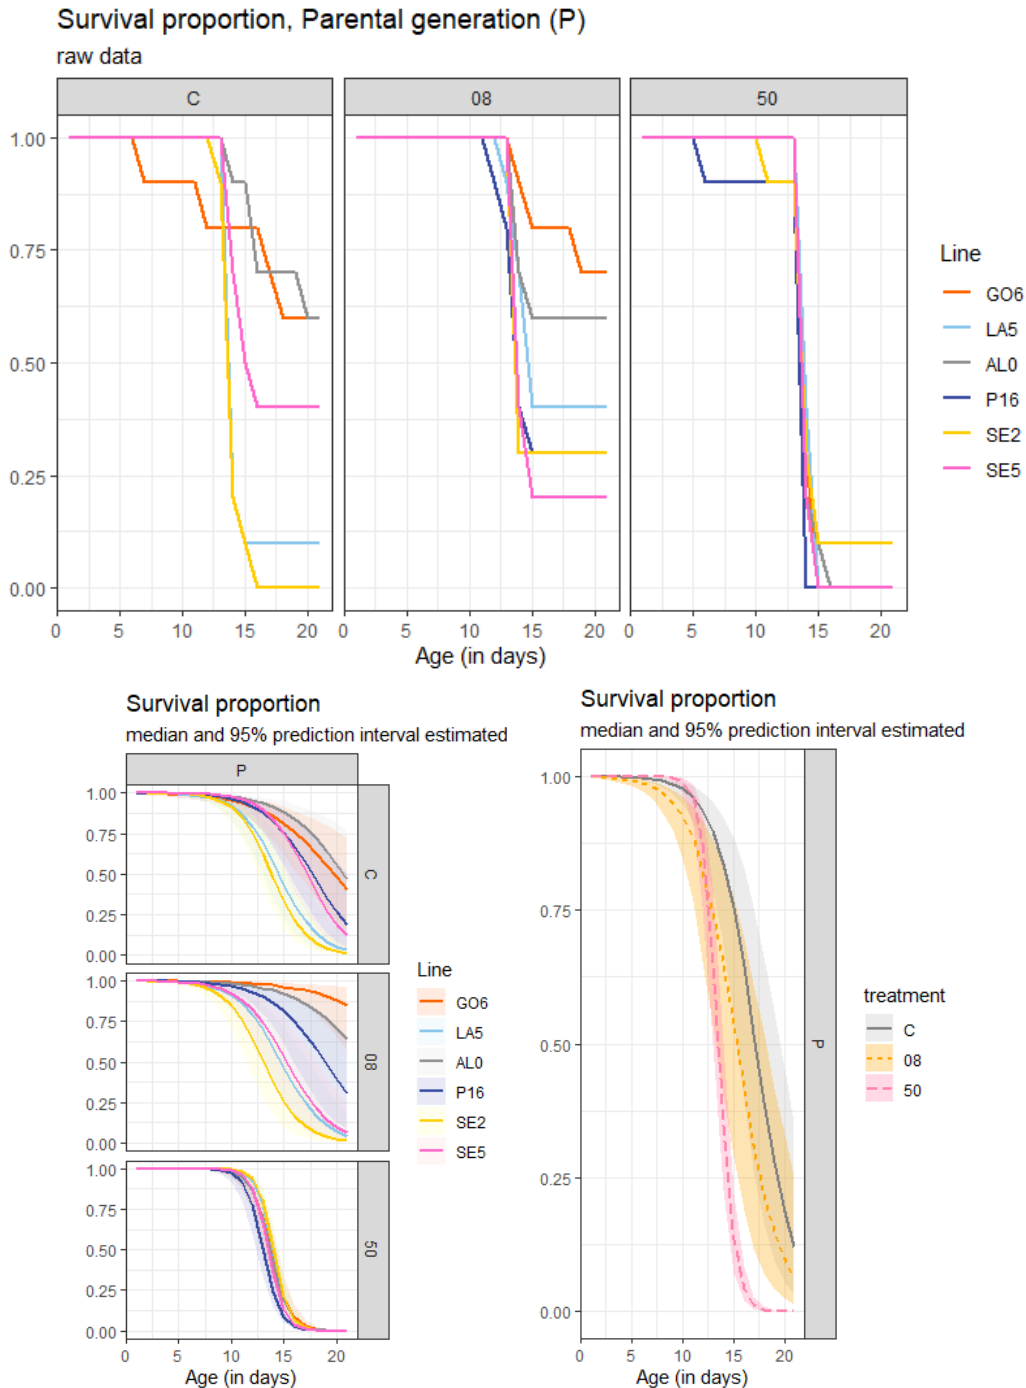 Survival proportion, Parental generation (P)
raw data
C
08
50
1.00
0.75
0.50
0.25
0.00
0 5 10 15 20
0 5 10 15 20
0 5 10 15 20
Age (in days)
Line
GO6
LA5
AL0
P16
SE2
SE5
Survival proportion
median and 95% prediction interval estimated
P
1.00
0.75
0.50
0.25
0.00
C
1.00
0.75
0.50
0.25
0.00
08
1.00
0.75
0.50
0.25
0.00
50
0 5 10 15 20
Age (in days)
Line
GO6
LA5
AL0
P16
SE2
SE5
Survival proportion
median and 95% prediction interval estimated
1.00
0.75
0.50
0.25
0.00
P
0 5 10 15 20
Age (in days)
treatment
C
08
50